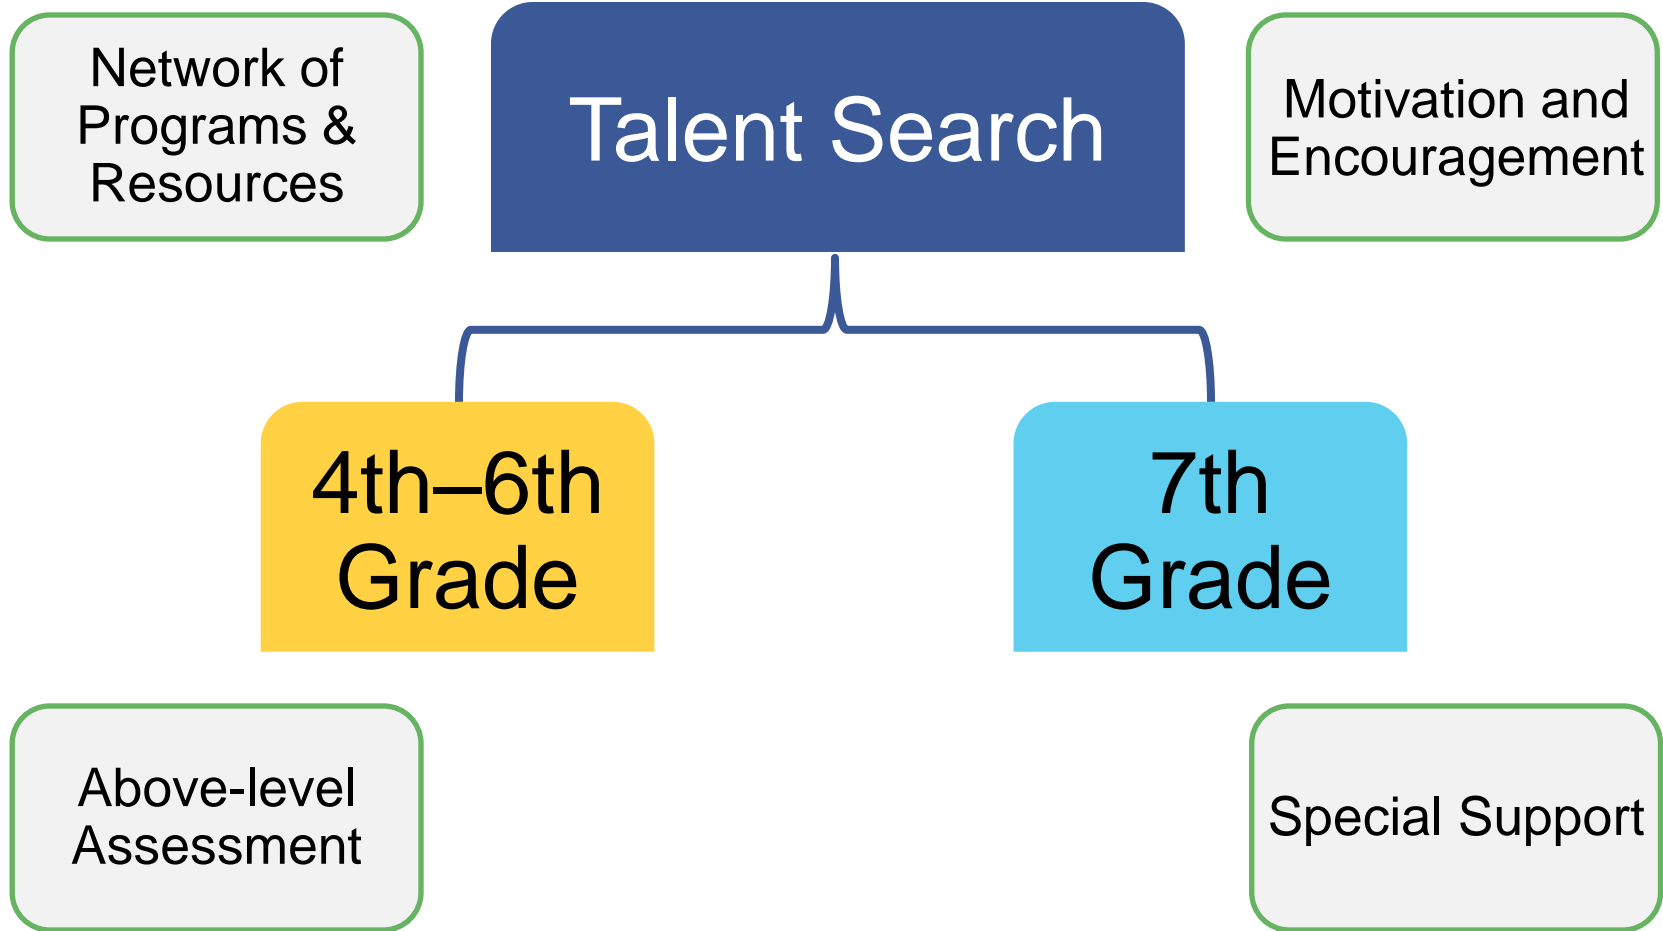 Network of
Programs &
Resources
Talent Search
Motivation and
Encouragement
4th–6th
Grade
7th
Grade
Above-level
Assessment
Special Support